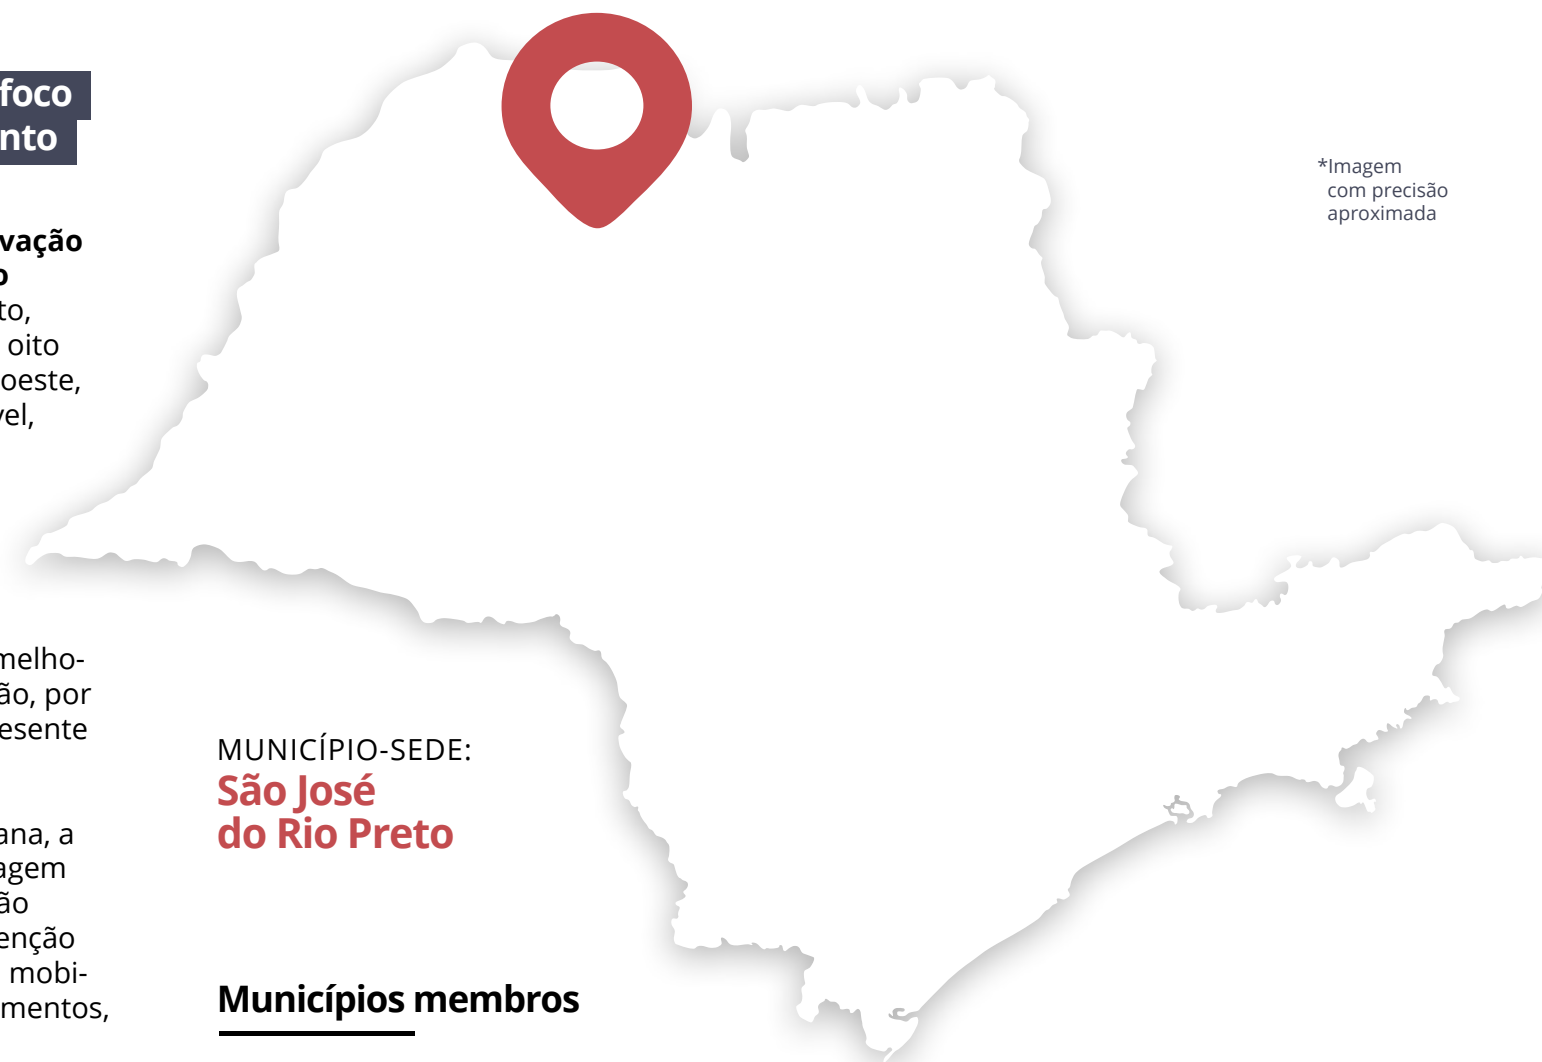 foco
nto
vação
o
to,
oito
oeste,
vel,
melho-
ão, por
esente
ana, a
agem
ão
enção
mobi-
mentos,
*Imagem
com precisão
aproximada
MUNICÍPIO-SEDE:
São José
do Rio Preto
Municípios membros